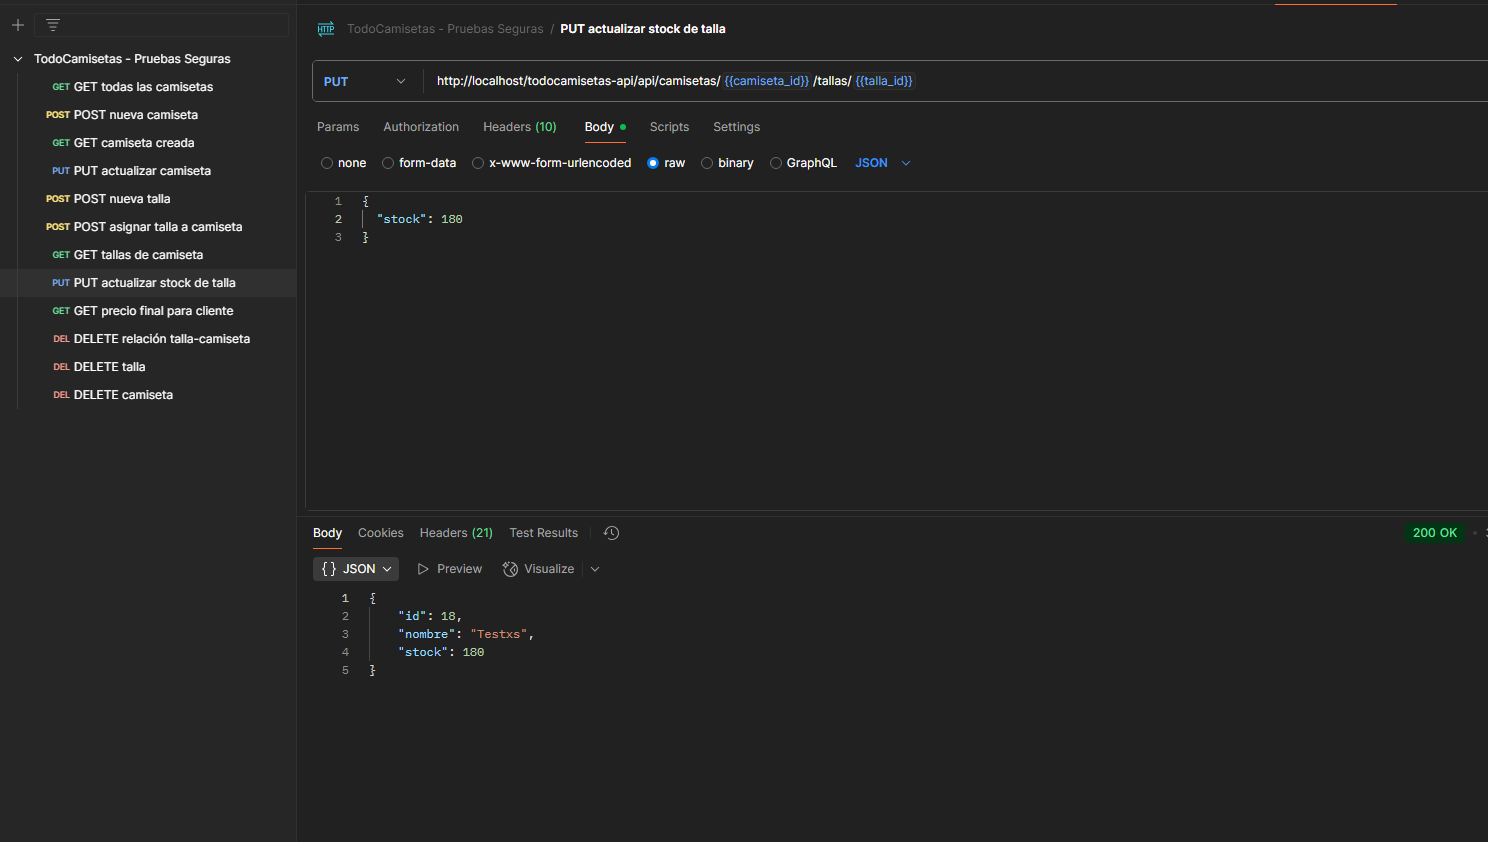 TodoCamisetas - Pruebas Seguras
GET GET todas las camisetas
POST POST nueva camiseta
GET GET camiseta creada
PUT PUT actualizar camiseta
POST POST nueva talla
POST POST asignar talla a camiseta
GET GET tallas de camiseta
PUT PUT actualizar stock de talla
GET GET precio final para cliente
DEL DELETE relación talla-camiseta
DEL DELETE talla
DEL DELETE camiseta
HTTP TodoCamisetas - Pruebas Seguras / PUT actualizar stock de talla
PUT http://localhost/todocamisetas-api/api/camisetas/ {{camiseta_id}} /tallas/ {{talla_id}}
Params Authorization Headers (10) Body Scripts Settings
none form-data x-www-form-urlencoded raw binary GraphQL JSON
1 {
2 "stock": 180
3 }
Body Cookies Headers (21) Test Results 200 OK
{} JSON Preview Visualize
1 {
2 "id": 18,
3 "nombre": "Testxs",
4 "stock": 180
5 }